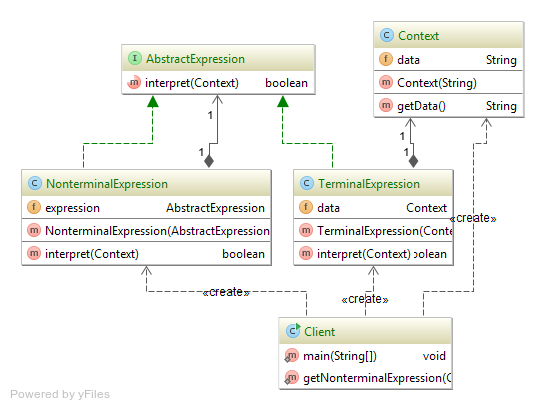 AbstractExpression
interpret(Context) boolean
Context
data String
Context(String)
getData() String
1
1
1
1
NonterminalExpression
expression AbstractExpression
NonterminalExpression(AbstractExpression
interpret(Context) boolean
TerminalExpression
data Context
TerminalExpression(Conte
interpret(Context) boolean
«create»
«create»
«create»
Client
main(String[]) void
getNonterminalExpression(C
Powered by yFiles